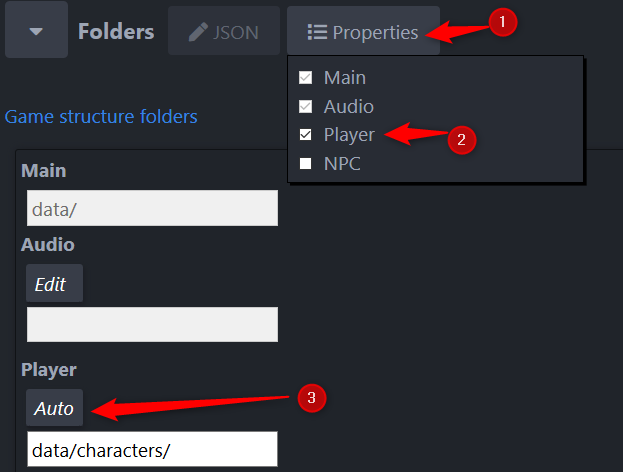 Folders
JSON
Properties
1
Main
Audio
Player
2
NPC
Game structure folders
Main
data/
Audio
Edit
Player
Auto
3
data/characters/